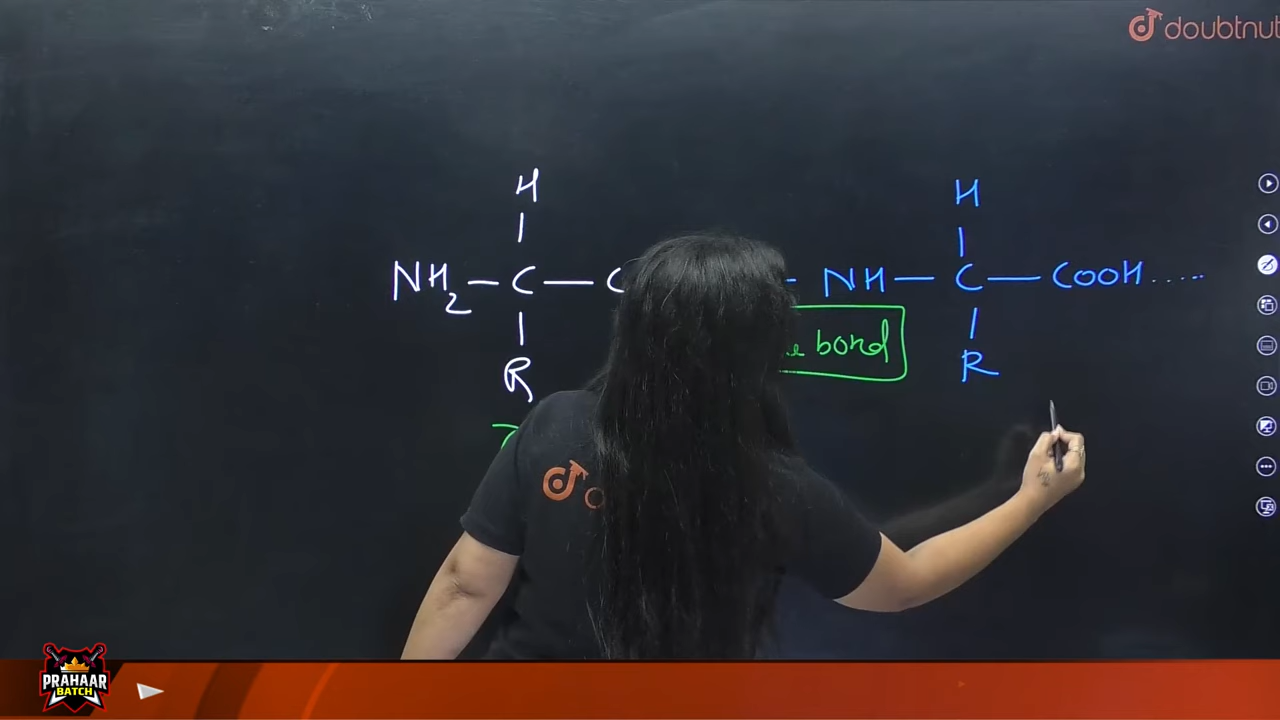 doubtnut
H H
NH2 – C – C – NH – C – COOH.....
bond
R R
PRAHAAR
BATCH